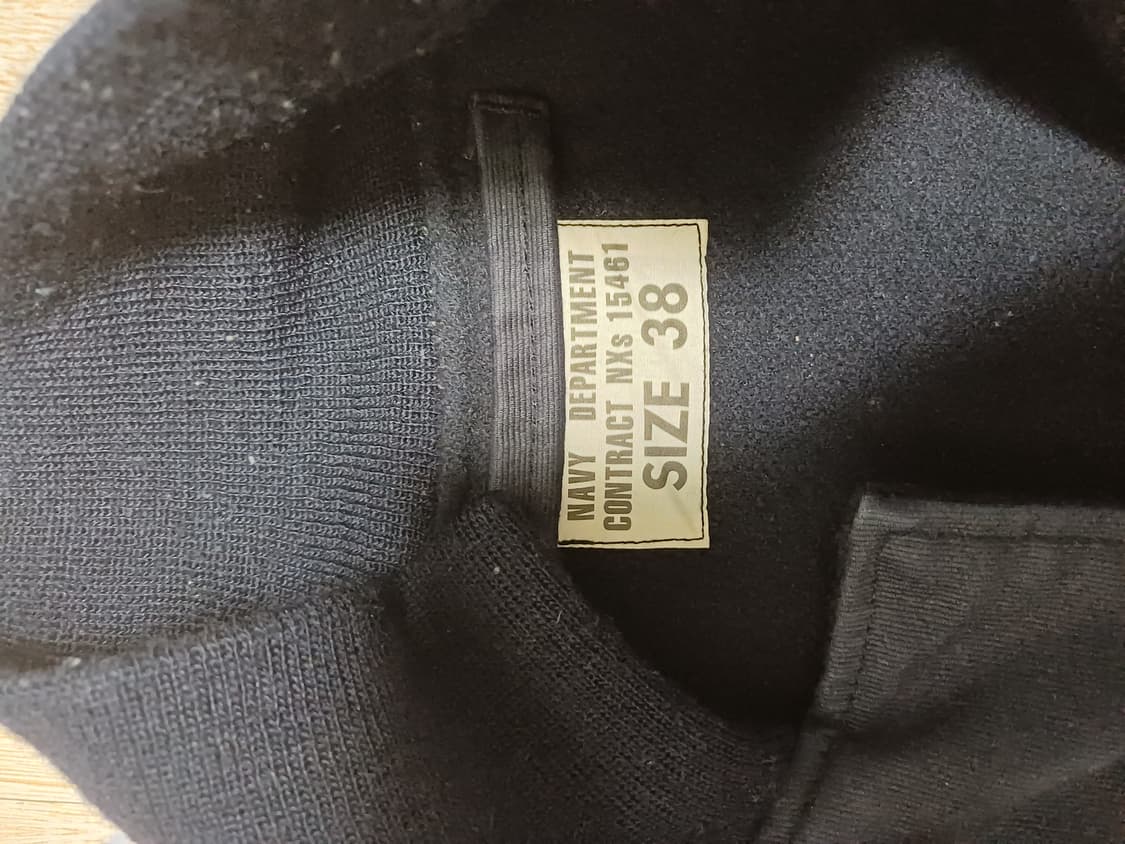 NAVY DEPARTMENT
CONTRACT NXs 15461
SIZE 38